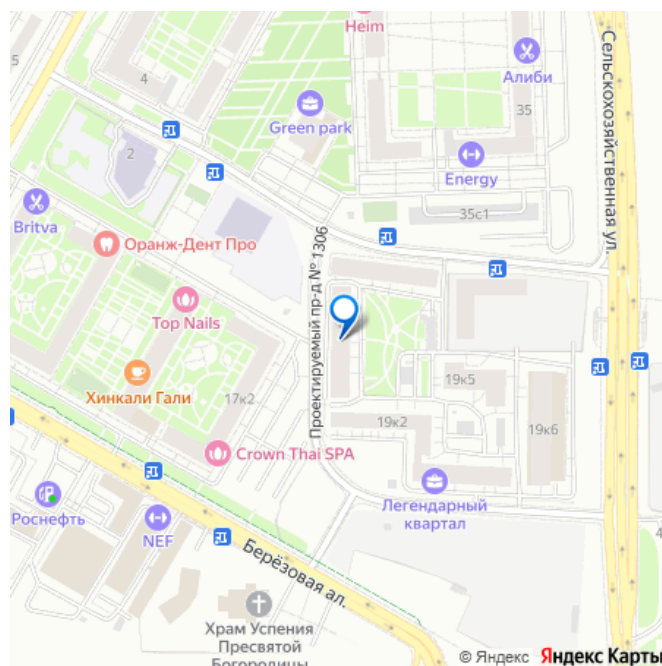 Heim
Алиби
5
4
35
Green park
2
Energy
Сельскохозяйственная ул.
Britva
35с1
Оранж-Дент Про
Проектируемый пр-д № 1306
Top Nails
19к5
Хинкали Гали
17к2
19к2
19к6
Crown Thai SPA
Легендарный
квартал
Роснефть
NEF
Берёзовая ал.
4
Храм Успения
Пресвятой
Богородицы
© Яндекс Яндекс Карты